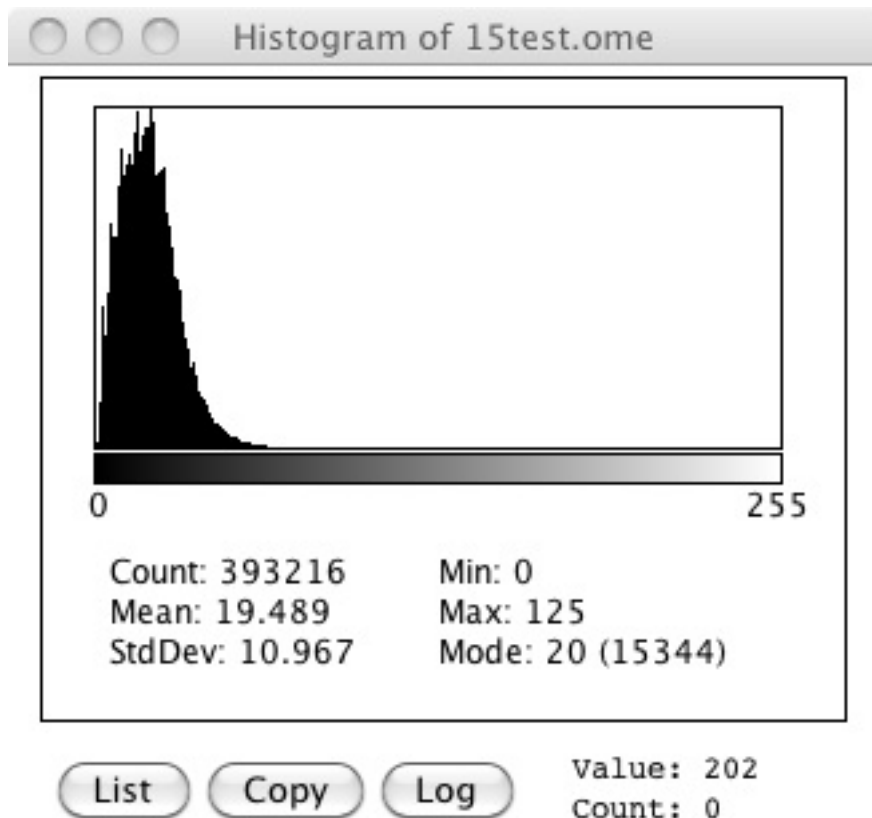 Histogram of 15test.ome
0 255
Count: 393216 Min: 0
Mean: 19.489 Max: 125
StdDev: 10.967 Mode: 20 (15344)
List Copy Log Value: 202
Count: 0